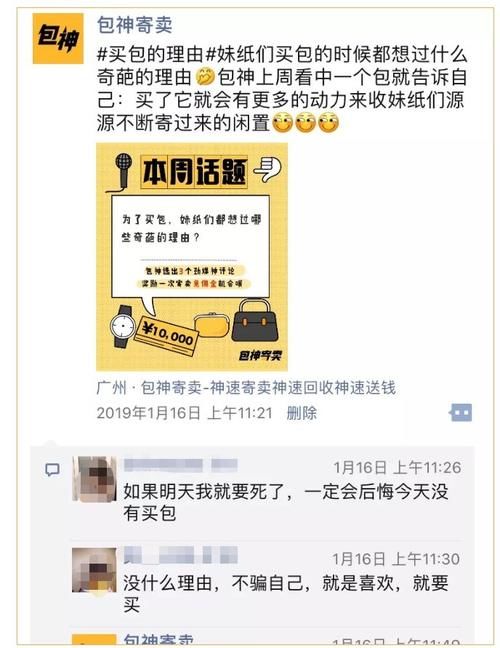 包神
包神寄卖
#买包的理由#妹纸们买包的时候都想过什么
奇葩的理由🤣包神上周看中一个包就告诉自
己：买了它就会有更多的动力来收妹纸们源
源不断寄过来的闲置
本周话题
为了买包，妹纸们都想过哪
些奇葩的理由？
包神选出3个劲爆神评论
奖励一次寄卖免佣金机会哦
¥10,000
包神寄卖
广州·包神寄卖-神速寄卖神速回收神速送钱
2019年1月16日 上午11:21 删除
1月16日 上午11:26
如果明天我就要死了，一定会后悔今天没
有买包
1月16日 上午11:30
没什么理由，不骗自己，就是喜欢，就要
买
包神寄卖
1月16日 上午11:49